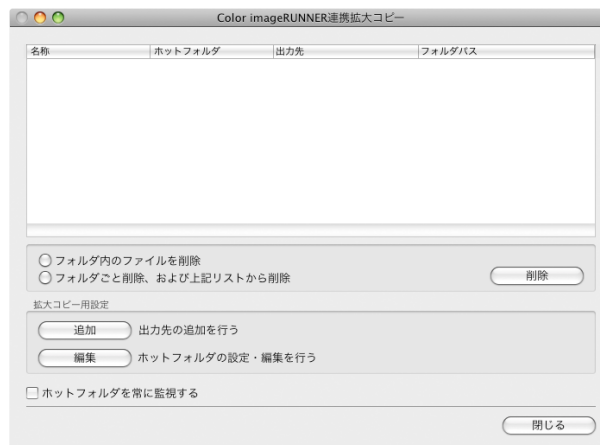 Color imageRUNNER連携拡大コピー
名称 ホットフォルダ 出力先 フォルダパス
フォルダ内のファイルを削除
フォルダごと削除、および上記リストから削除
削除
拡大コピー用設定
追加 出力先の追加を行う
編集 ホットフォルダの設定・編集を行う
ホットフォルダを常に監視する
閉じる